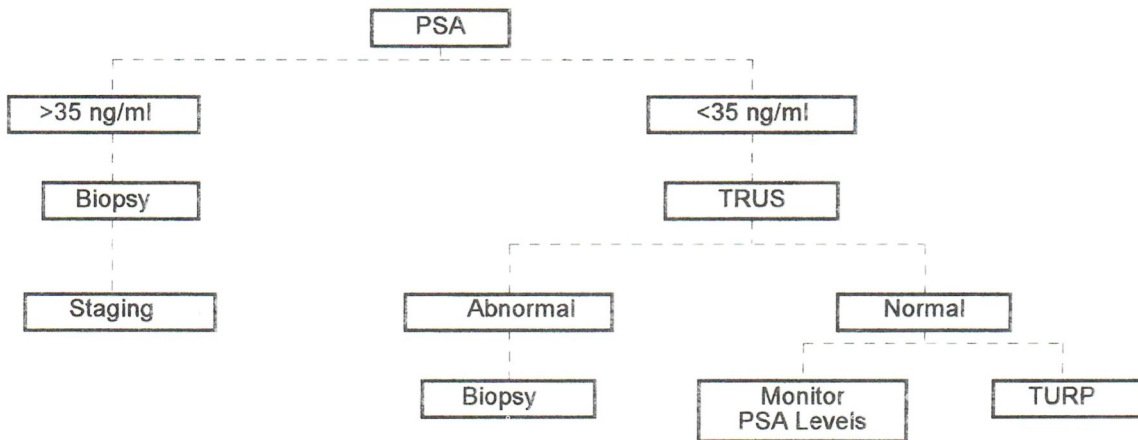 PSA
>35 ng/ml
<35 ng/ml
Biopsy
TRUS
Staging
Abnormal
Normal
Biopsy
Monitor
PSA Levels
TURP